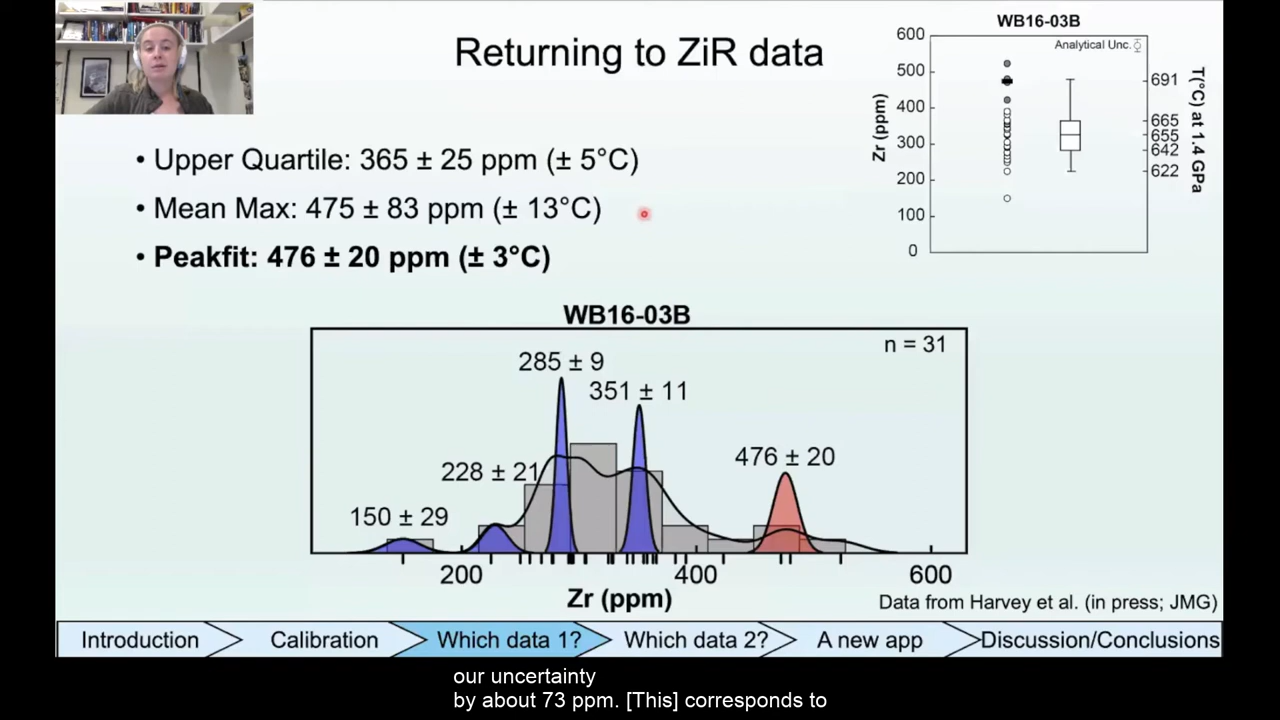 Returning to ZiR data
• Upper Quartile: 365 ± 25 ppm (± 5°C)
• Mean Max: 475 ± 83 ppm (± 13°C)
• Peakfit: 476 ± 20 ppm (± 3°C)
WB16-03B
Analytical Unc.
600
500
400
300
200
100
0
Zr (ppm)
691
665
655
642
622
T(°C) at 1.4 GPa
WB16-03B
n = 31
285 ± 9
351 ± 11
228 ± 21
476 ± 20
150 ± 29
200 400 600
Zr (ppm)
Data from Harvey et al. (in press; JMG)
Introduction Calibration Which data 1? Which data 2? A new app Discussion/Conclusions
our uncertainty
by about 73 ppm. [This] corresponds to